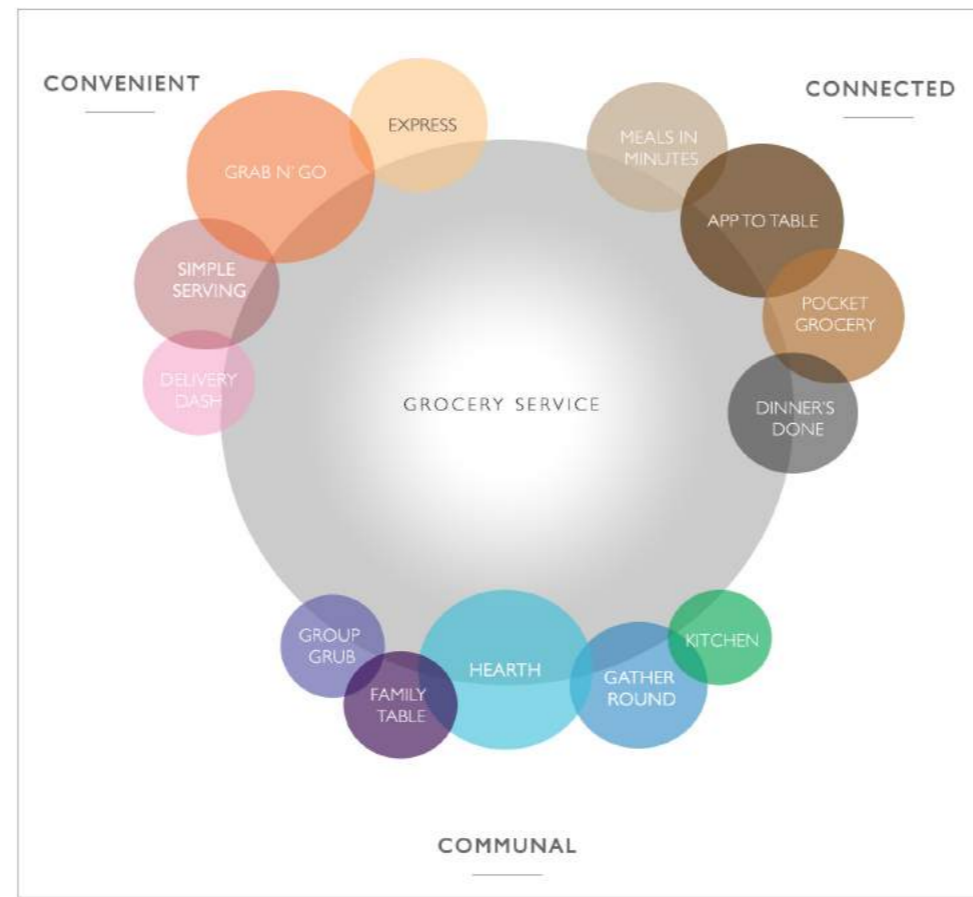 CONVENIENT
CONNECTED
EXPRESS
GRAB N' GO
SIMPLE
SERVING
DELIVERY
DASH
MEALS IN
MINUTES
APP TO TABLE
POCKET
GROCERY
DINNER'S
DONE
GROCERY SERVICE
GROUP
GRUB
FAMILY
TABLE
HEARTH
GATHER
ROUND
KITCHEN
COMMUNAL